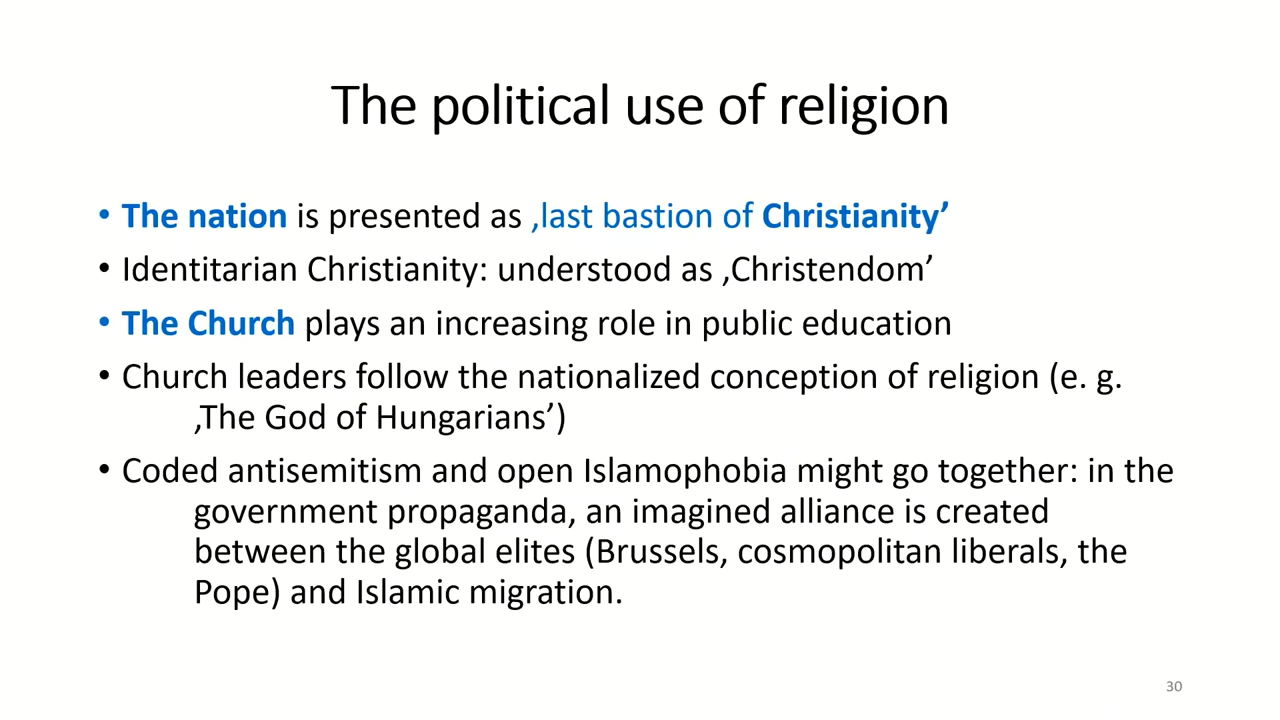 The political use of religion
• The nation is presented as ‚last bastion of Christianity’
• Identitarian Christianity: understood as ‚Christendom’
• The Church plays an increasing role in public education
• Church leaders follow the nationalized conception of religion (e. g.
‚The God of Hungarians’)
• Coded antisemitism and open Islamophobia might go together: in the
government propaganda, an imagined alliance is created
between the global elites (Brussels, cosmopolitan liberals, the
Pope) and Islamic migration.
30